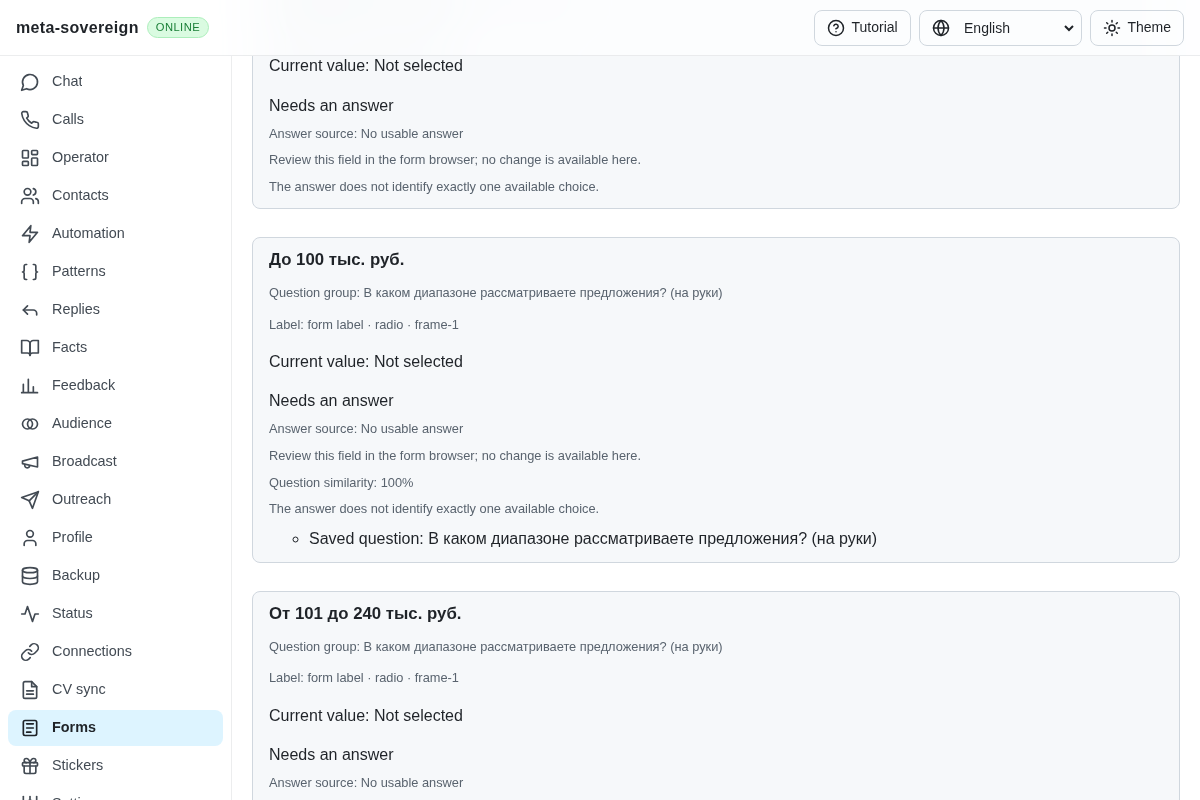 meta-sovereign ONLINE Tutorial English Theme
Chat
Calls
Operator
Contacts
Automation
Patterns
Replies
Facts
Feedback
Audience
Broadcast
Outreach
Profile
Backup
Status
Connections
CV sync
Forms
Stickers
Current value: Not selected
Needs an answer
Answer source: No usable answer
Review this field in the form browser; no change is available here.
The answer does not identify exactly one available choice.
До 100 тыс. руб.
Question group: В каком диапазоне рассматриваете предложения? (на руки)
Label: form label · radio · frame-1
Current value: Not selected
Needs an answer
Answer source: No usable answer
Review this field in the form browser; no change is available here.
Question similarity: 100%
The answer does not identify exactly one available choice.
Saved question: В каком диапазоне рассматриваете предложения? (на руки)
От 101 до 240 тыс. руб.
Question group: В каком диапазоне рассматриваете предложения? (на руки)
Label: form label · radio · frame-1
Current value: Not selected
Needs an answer
Answer source: No usable answer